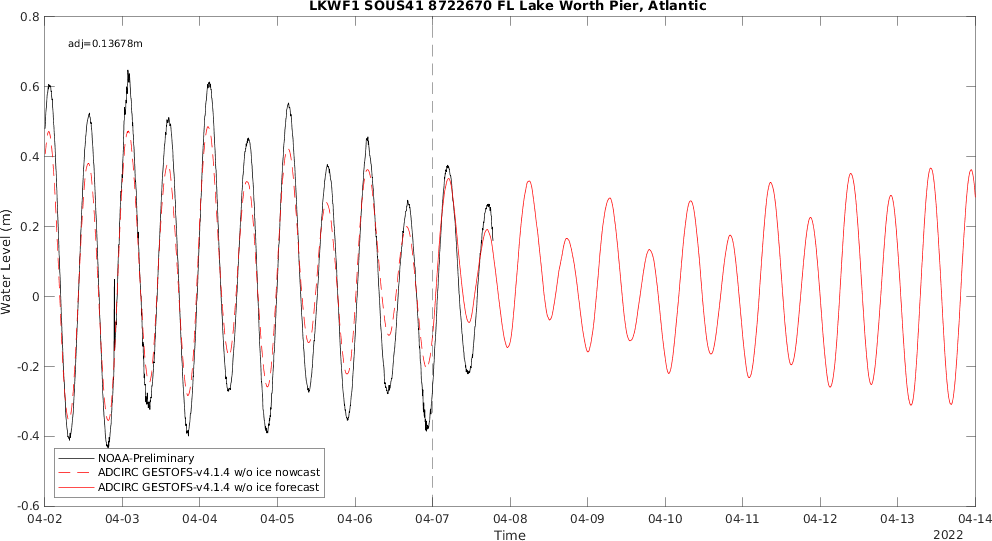 LKWF1 SOUS41 8722670 FL Lake Worth Pier, Atlantic
0.8
adj=0.13678m
0.6
0.4
0.2
0
-0.2
-0.4
-0.6
Water Level (m)
NOAA-Preliminary
ADCIRC GESTOFS-v4.1.4 w/o ice nowcast
ADCIRC GESTOFS-v4.1.4 w/o ice forecast
04-02 04-03 04-04 04-05 04-06 04-07 04-08 04-09 04-10 04-11 04-12 04-13 04-14
Time
2022